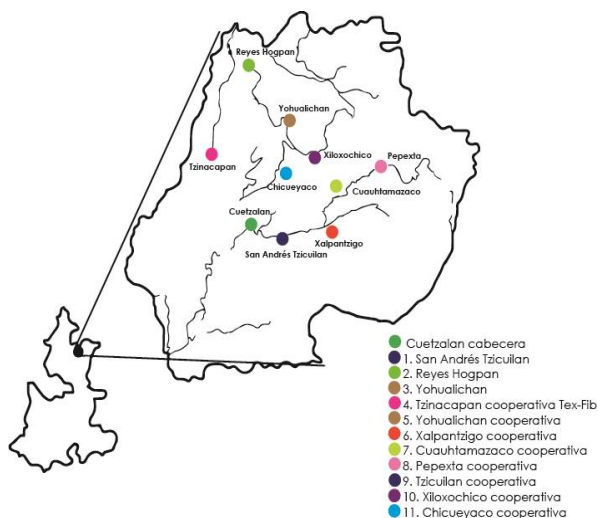 Reyes Hogpan
Yohualichan
Xiloxochico
Pepexta
Tzinacapan
Chicueyaco
Cuauhtamazaco
Cuetzalan
Xalpantzigo
San Andrés Tzicuilan
Cuetzalan cabecera
1. San Andrés Tzicuilan
2. Reyes Hogpan
3. Yohualichan
4. Tzinacapan cooperativa Tex-Fib
5. Yohualichan cooperativa
6. Xalpantzigo cooperativa
7. Cuauhtamazaco cooperativa
8. Pepexta cooperativa
9. Tzicuilan cooperativa
10. Xiloxochico cooperativa
11. Chicueyaco cooperativa